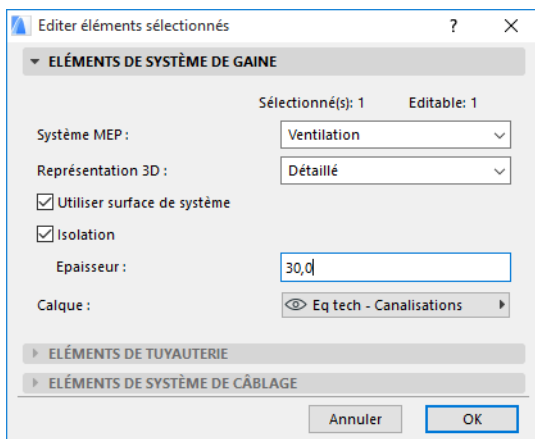 Editer éléments sélectionnés ? X
ELÉMENTS DE SYSTÈME DE GAINE
Sélectionné(s): 1 Editable: 1
Système MEP : Ventilation
Représentation 3D : Détaillé
Utiliser surface de système
Isolation
Epaisseur : 30,0
Calque : Eq tech - Canalisations
ELÉMENTS DE TUYAUTERIE
ELÉMENTS DE SYSTÈME DE CÂBLAGE
Annuler OK